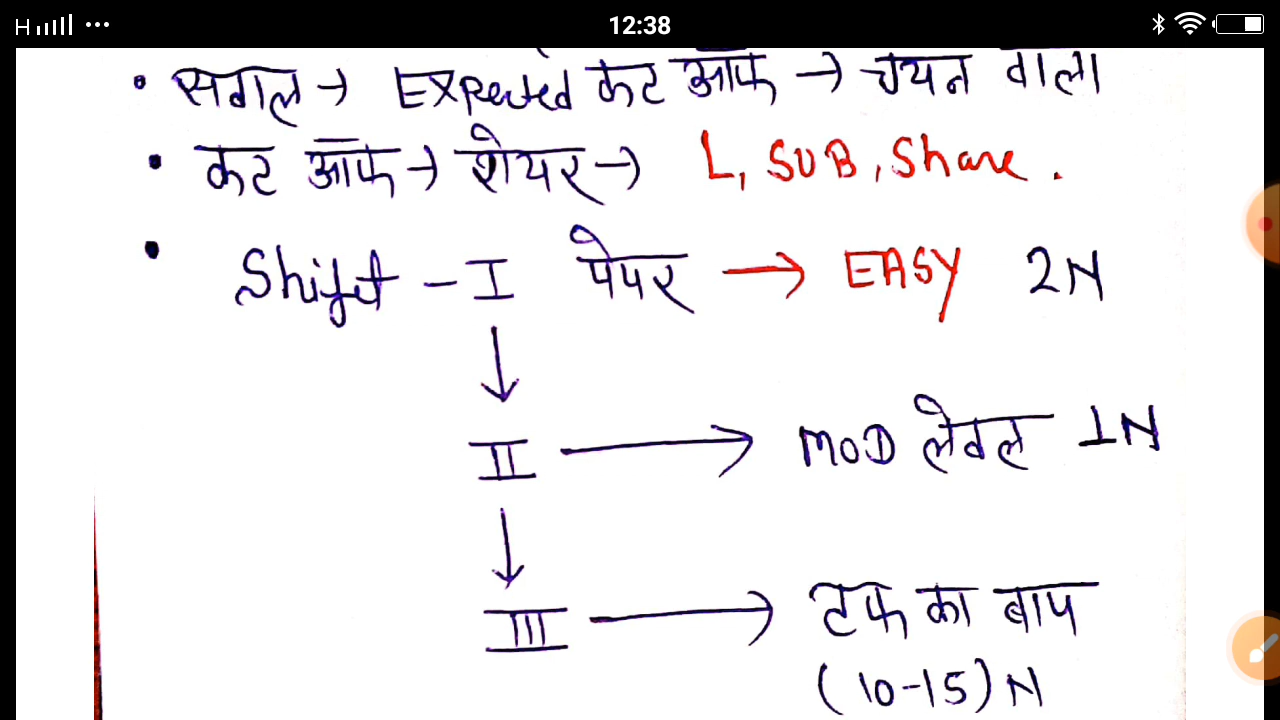 H 12:38
• सवाल → Expected कट ऑफ → चयन वाला
• कट ऑफ → शेयर → L, SUB, Share.
• Shift - I पेपर → EASY 2N
↓
II → MOD लेवल 1N
↓
III → टफ का बाप
(10-15) N